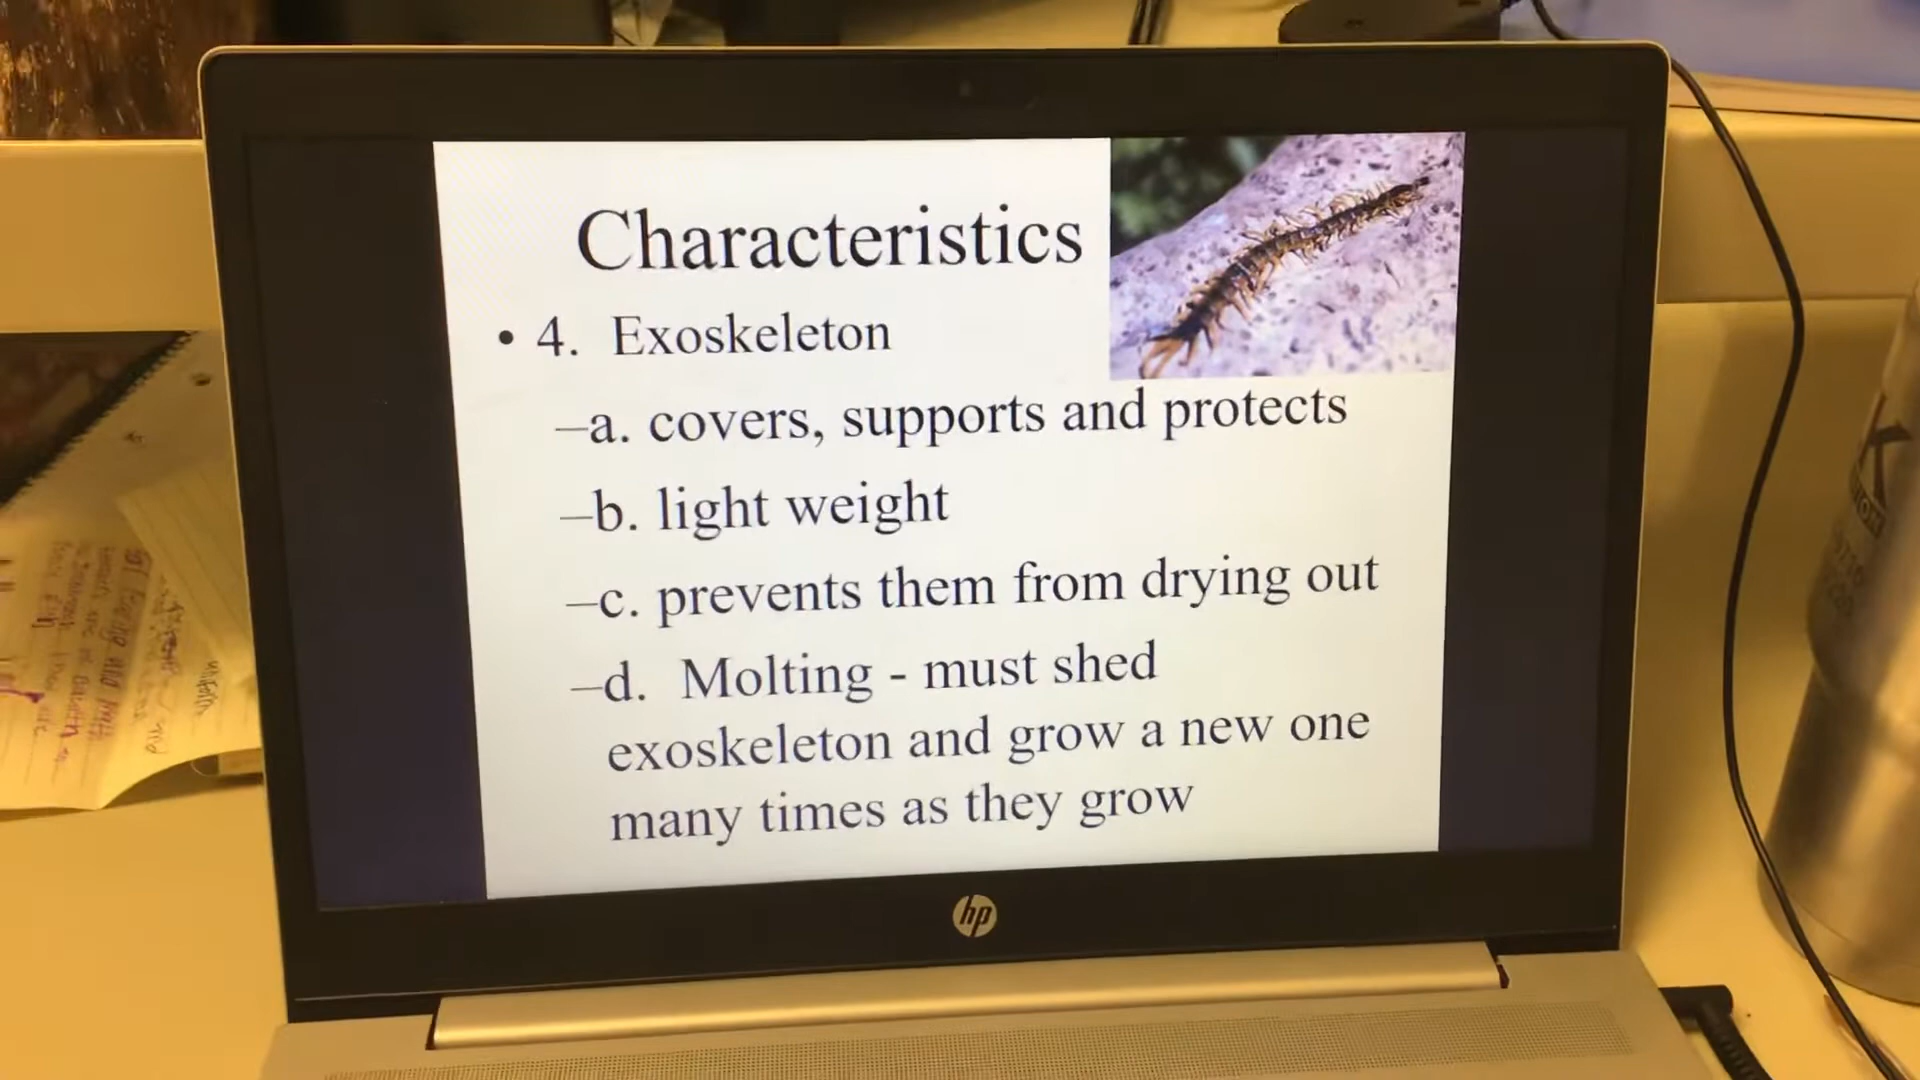 Characteristics
• 4. Exoskeleton
–a. covers, supports and protects
–b. light weight
–c. prevents them from drying out
–d. Molting - must shed
exoskeleton and grow a new one
many times as they grow
hp